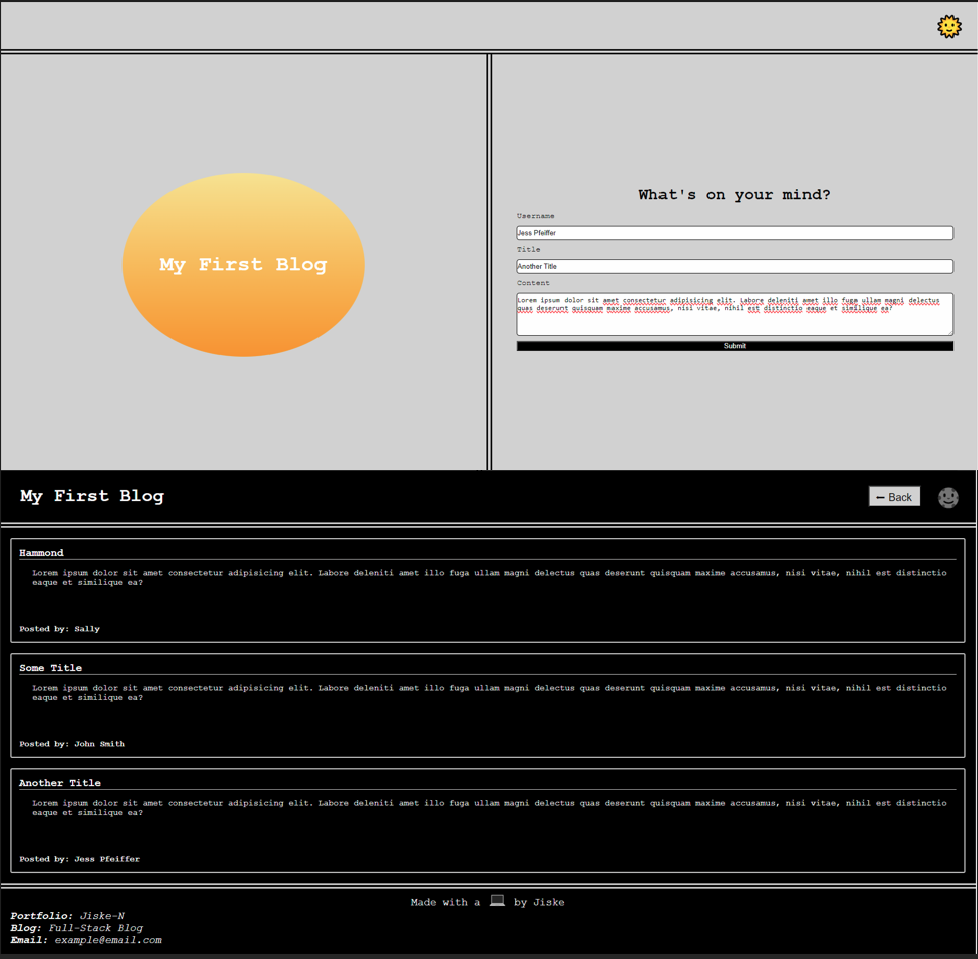 My First Blog
What's on your mind?
Username
Jess Pfeiffer
Title
Another Title
Content
Lorem ipsum dolor sit amet consectetur adipisicing elit. Labore deleniti amet illo fuga ullam magni delectus
quas deserunt quisquam maxime accusamus, nisi vitae, nihil est distinctio eaque et similique ea?
Submit
My First Blog
Back
Hammond
Lorem ipsum dolor sit amet consectetur adipisicing elit. Labore deleniti amet illo fuga ullam magni delectus quas deserunt quisquam maxime accusamus, nisi vitae, nihil est distinctio
eaque et similique ea?
Posted by: Sally
Some Title
Lorem ipsum dolor sit amet consectetur adipisicing elit. Labore deleniti amet illo fuga ullam magni delectus quas deserunt quisquam maxime accusamus, nisi vitae, nihil est distinctio
eaque et similique ea?
Posted by: John Smith
Another Title
Lorem ipsum dolor sit amet consectetur adipisicing elit. Labore deleniti amet illo fuga ullam magni delectus quas deserunt quisquam maxime accusamus, nisi vitae, nihil est distinctio
eaque et similique ea?
Posted by: Jess Pfeiffer
Made with a 💻 by Jiske
Portfolio: Jiske-N
Blog: Full-Stack Blog
Email: example@email.com